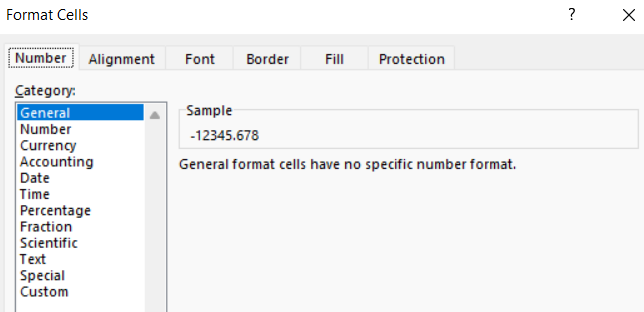 Format Cells ? ×
Number Alignment Font Border Fill Protection
Category:
General
Number
Currency
Accounting
Date
Time
Percentage
Fraction
Scientific
Text
Special
Custom
Sample
-12345.678
General format cells have no specific number format.